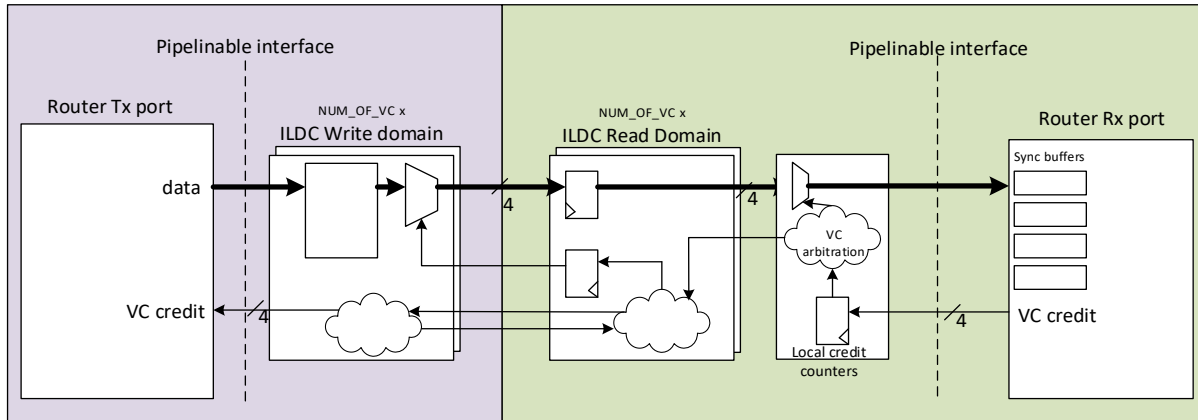 Pipelinable interface
Pipelinable interface
Router Tx port
NUM_OF_VC x
ILDC Write domain
NUM_OF_VC x
ILDC Read Domain
Router Rx port
Sync buffers
data
4
4
VC
arbitration
VC credit
4
4
VC credit
Local credit
counters